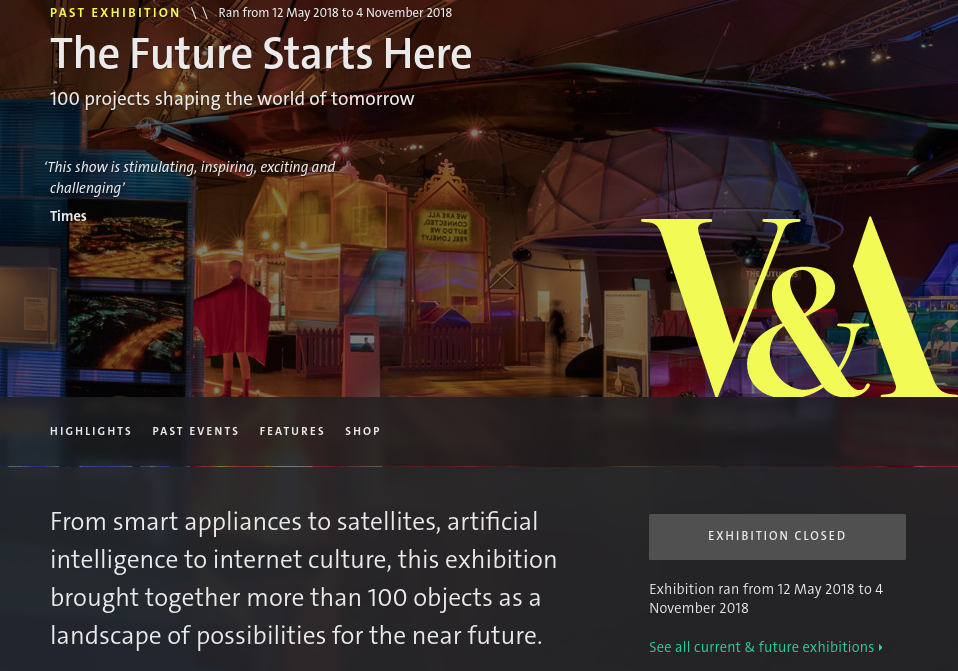 PAST EXHIBITION \ \ Ran from 12 May 2018 to 4 November 2018
The Future Starts Here
100 projects shaping the world of tomorrow
‘This show is stimulating, inspiring, exciting and
challenging’
Times
WE ARE ALL
CONNECTED
BUT DO WE
FEEL LONELY?
V&A
HIGHLIGHTS PAST EVENTS FEATURES SHOP
From smart appliances to satellites, artificial
intelligence to internet culture, this exhibition
brought together more than 100 objects as a
landscape of possibilities for the near future.
EXHIBITION CLOSED
Exhibition ran from 12 May 2018 to 4
November 2018
See all current & future exhibitions